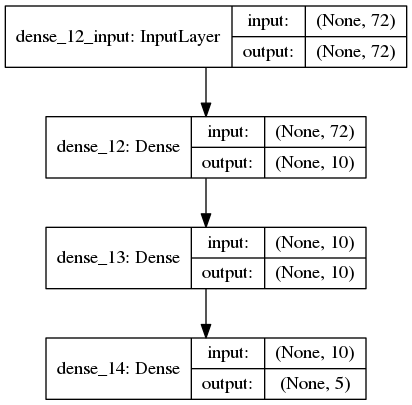 dense_12_input: InputLayer input: (None, 72)
output: (None, 72)
dense_12: Dense input: (None, 72)
output: (None, 10)
dense_13: Dense input: (None, 10)
output: (None, 10)
dense_14: Dense input: (None, 10)
output: (None, 5)